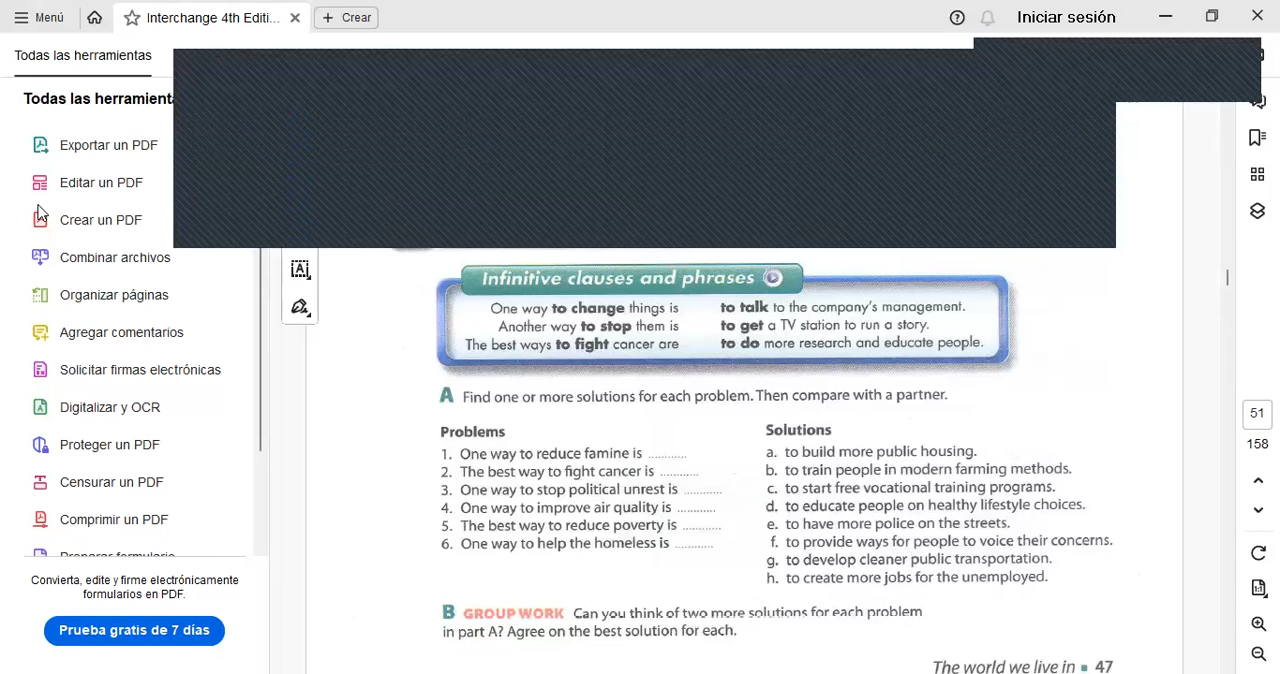 Menú
Interchange 4th Editi...
Crear
Iniciar sesión
Todas las herramientas
Todas las herramienta
Exportar un PDF
Editar un PDF
Crear un PDF
Combinar archivos
Organizar páginas
Agregar comentarios
Solicitar firmas electrónicas
Digitalizar y OCR
Proteger un PDF
Censurar un PDF
Comprimir un PDF
Preparar formulario
Convierta, edite y firme electrónicamente
formularios en PDF.
Prueba gratis de 7 días
Infinitive clauses and phrases
One way to change things is to talk to the company's management.
Another way to stop them is to get a TV station to run a story.
The best ways to fight cancer are to do more research and educate people.
A Find one or more solutions for each problem. Then compare with a partner.
Problems
1. One way to reduce famine is ..........
2. The best way to fight cancer is ..........
3. One way to stop political unrest is ..........
4. One way to improve air quality is ..........
5. The best way to reduce poverty is ..........
6. One way to help the homeless is ..........
Solutions
a. to build more public housing.
b. to train people in modern farming methods.
c. to start free vocational training programs.
d. to educate people on healthy lifestyle choices.
e. to have more police on the streets.
f. to provide ways for people to voice their concerns.
g. to develop cleaner public transportation.
h. to create more jobs for the unemployed.
B GROUP WORK Can you think of two more solutions for each problem
in part A? Agree on the best solution for each.
The world we live in ▪ 47
51
158